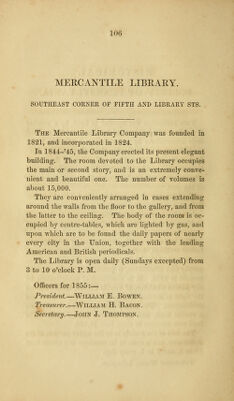 106
MERCANTILE LIBRARY.
SOUTHEAST CORNER OF FIFTH AND LIBRARY STS.
THE Mercantile Library Company was founded in
1821, and incorporated in 1824.
In 1844-'45, the Company erected its present elegant
building. The room devoted to the Library occupies
the main or second story, and is an extremely conve-
nient and beautiful one. The number of volumes is
about 15,000.
They are conveniently arranged in cases extending
around the walls from the floor to the gallery, and from
the latter to the ceiling. The body of the room is oc-
cupied by centre-tables, which are lighted by gas, and
upon which are to be found the daily papers of nearly
every city in the Union, together with the leading
American and British periodicals.
The Library is open daily (Sundays excepted) from
3 to 10 o'clock P. M.
Officers for 1855:—
President.—WILLIAM E. BOWEN.
Treasurer.—WILLIAM H. BACON.
Secretary.—JOHN J. THOMPSON.